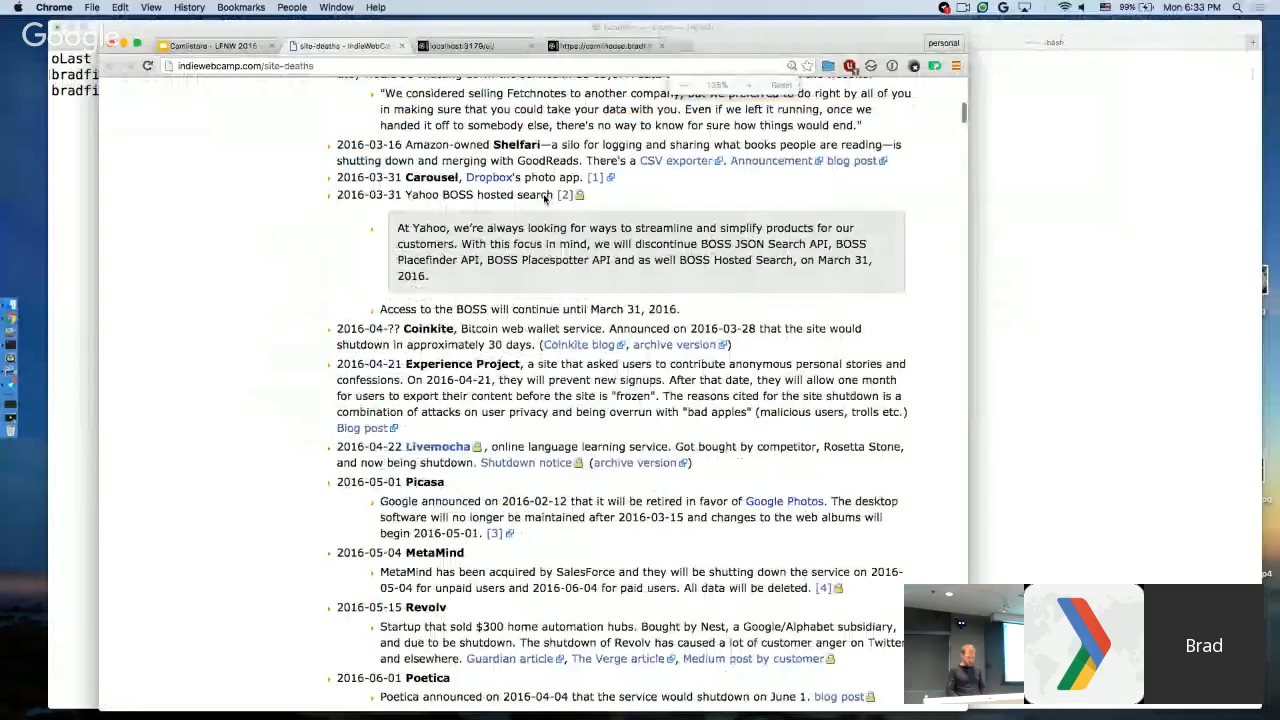 Chrome File Edit View History Bookmarks People Window Help 99% Mon 6:33 PM
Google
Camlistore - LFNW 2016 site-deaths - IndieWebCa localhost:3179/ui/ https://camlihouse.bradfi personal bash
oLast
indiewebcamp.com/site-deaths
bradfi
125% Reset
bradfi
"We considered selling Fetchnotes to another company, but we preferred to do right by all of you
in making sure that you could take your data with you. Even if we left it running, once we
handed it off to somebody else, there's no way to know for sure how things would end."
2016-03-16 Amazon-owned Shelfari—a silo for logging and sharing what books people are reading—is
shutting down and merging with GoodReads. There's a CSV exporter. Announcement blog post
2016-03-31 Carousel, Dropbox's photo app. [1]
2016-03-31 Yahoo BOSS hosted search [2]
At Yahoo, we're always looking for ways to streamline and simplify products for our
customers. With this focus in mind, we will discontinue BOSS JSON Search API, BOSS
Placefinder API, BOSS Placespotter API and as well BOSS Hosted Search, on March 31,
2016.
Access to the BOSS will continue until March 31, 2016.
2016-04-?? Coinkite, Bitcoin web wallet service. Announced on 2016-03-28 that the site would
shutdown in approximately 30 days. (Coinkite blog, archive version)
2016-04-21 Experience Project, a site that asked users to contribute anonymous personal stories and
confessions. On 2016-04-21, they will prevent new signups. After that date, they will allow one month
for users to export their content before the site is "frozen". The reasons cited for the site shutdown is a
combination of attacks on user privacy and being overrun with "bad apples" (malicious users, trolls etc.)
Blog post
2016-04-22 Livemocha, online language learning service. Got bought by competitor, Rosetta Stone,
and now being shutdown. Shutdown notice (archive version)
2016-05-01 Picasa
Google announced on 2016-02-12 that it will be retired in favor of Google Photos. The desktop
software will no longer be maintained after 2016-03-15 and changes to the web albums will
begin 2016-05-01. [3]
2016-05-04 MetaMind
MetaMind has been acquired by SalesForce and they will be shutting down the service on 2016-
05-04 for unpaid users and 2016-06-04 for paid users. All data will be deleted. [4]
2016-05-15 Revolv
Startup that sold $300 home automation hubs. Bought by Nest, a Google/Alphabet subsidiary,
and due to be shutdown. The shutdown of Revolv has caused a lot of customer anger on Twitter
and elsewhere. Guardian article, The Verge article, Medium post by customer
2016-06-01 Poetica
Poetica announced on 2016-04-04 that the service would shutdown on June 1. blog post
Brad